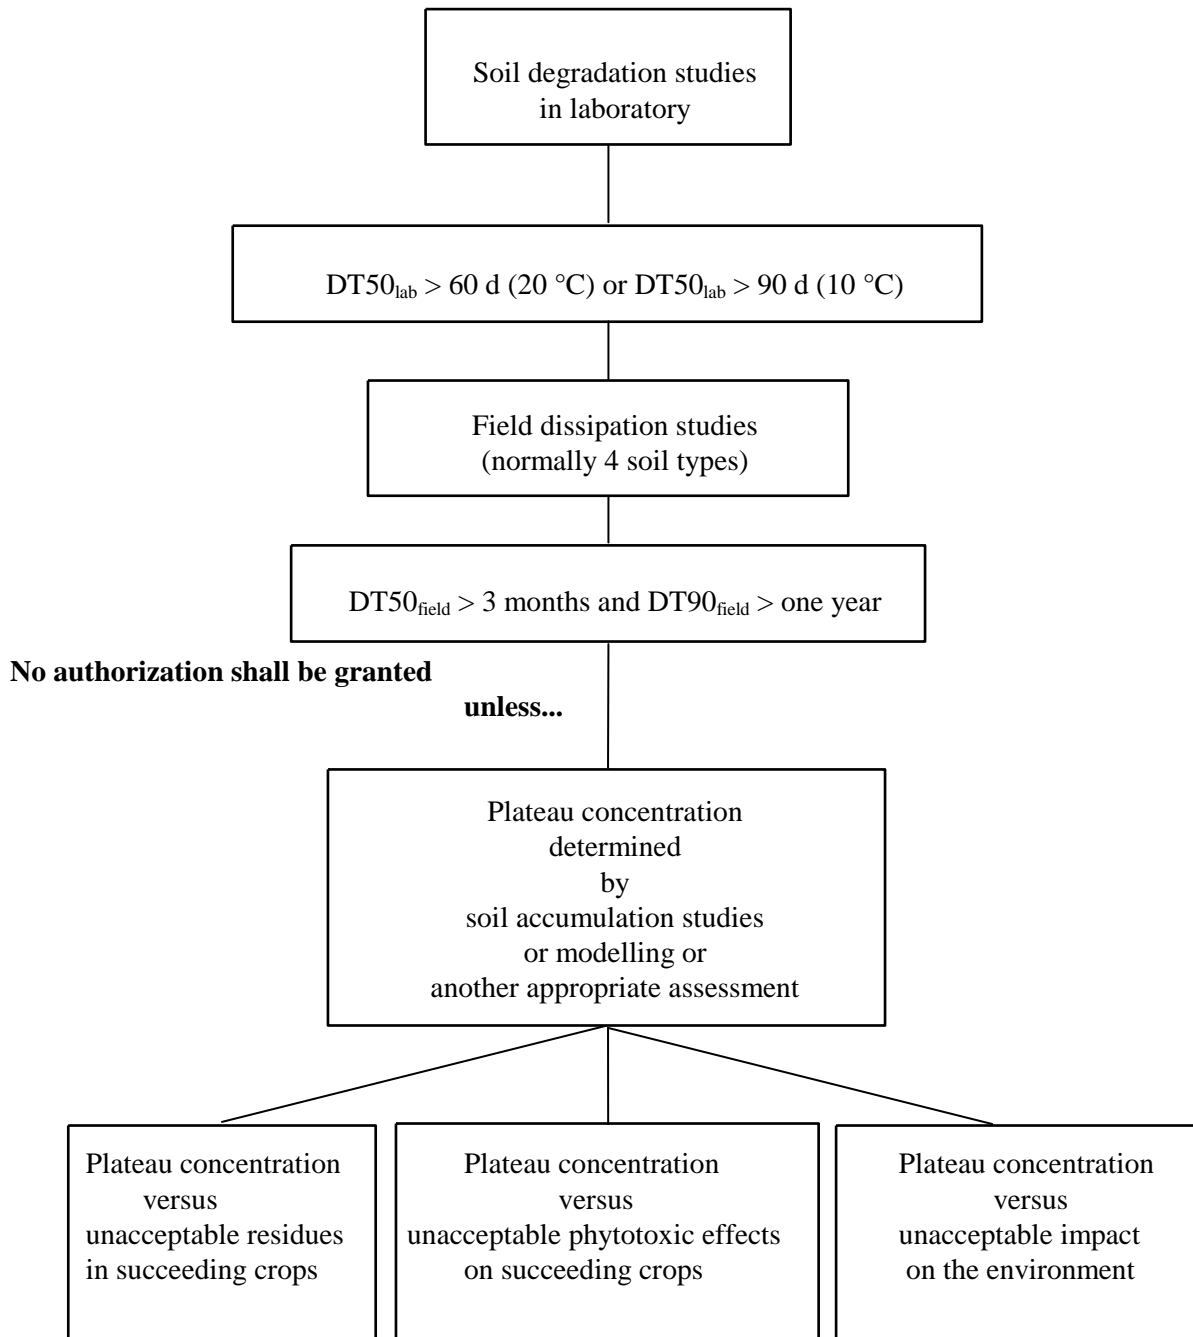 Soil degradation studies
in laboratory
DT50lab > 60 d (20 °C) or DT50lab > 90 d (10 °C)
Field dissipation studies
(normally 4 soil types)
DT50field > 3 months and DT90field > one year
No authorization shall be granted
unless...
Plateau concentration
determined
by
soil accumulation studies
or modelling or
another appropriate assessment
Plateau concentration
versus
unacceptable residues
in succeeding crops
Plateau concentration
versus
unacceptable phytotoxic effects
on succeeding crops
Plateau concentration
versus
unacceptable impact
on the environment